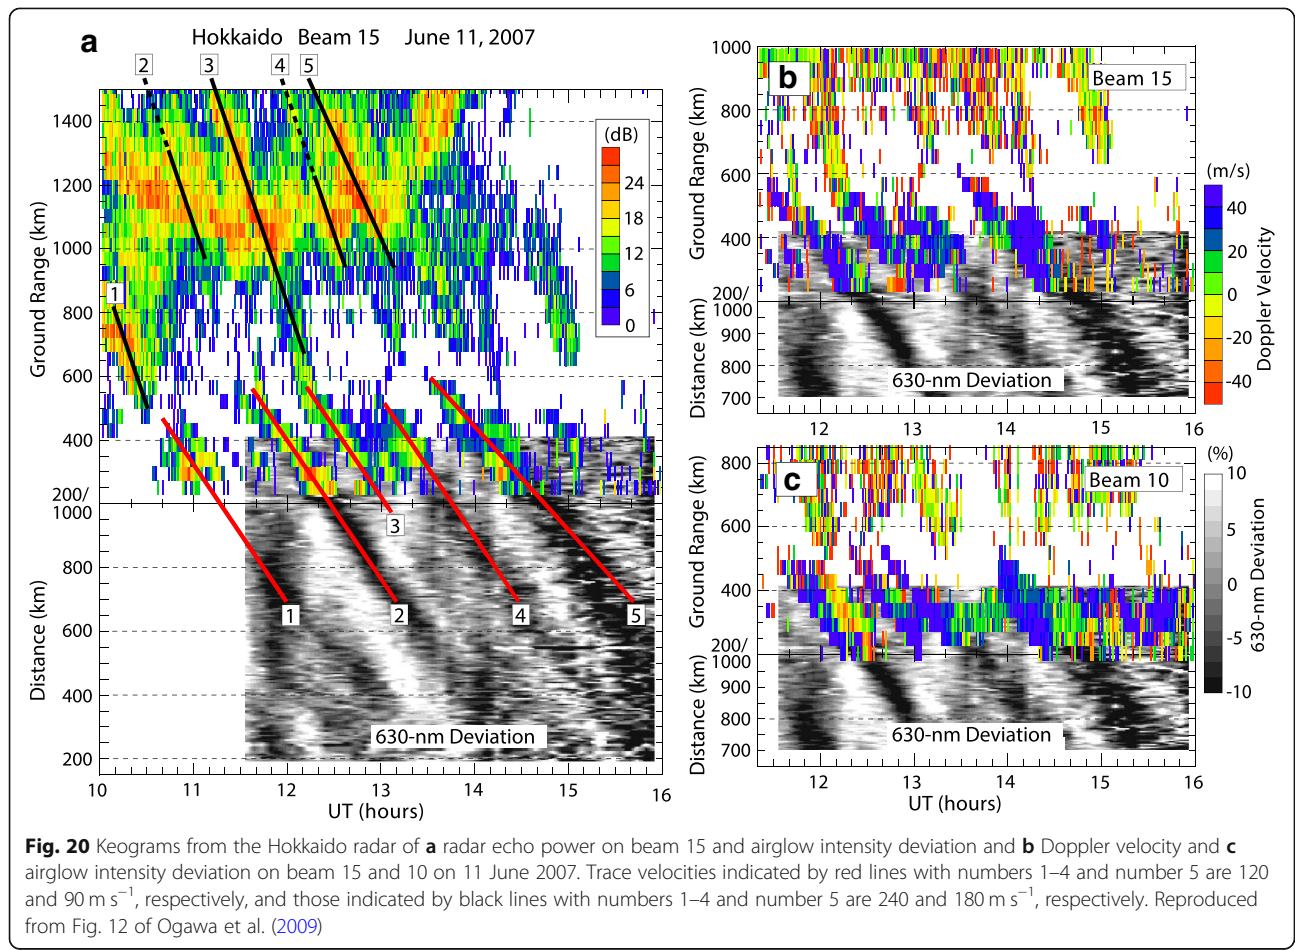 a
Hokkaido Beam 15 June 11, 2007
2
3
4
5
1
1400
1200
1000
800
600
400
200/
1000
800
600
400
200
Ground Range (km)
Distance (km)
(dB)
24
18
12
6
0
3
1
2
4
5
630-nm Deviation
10
11
12
13
14
15
16
UT (hours)
b
Beam 15
1000
800
600
400
200/
1000
900
800
700
Ground Range (km)
Distance (km)
630-nm Deviation
12
13
14
15
16
(m/s)
40
20
0
-20
-40
Doppler Velocity
c
Beam 10
800
600
400
200/
1000
900
800
700
Ground Range (km)
Distance (km)
630-nm Deviation
12
13
14
15
16
UT (hours)
(%)
10
5
0
-5
-10
630-nm Deviation
Fig. 20 Keograms from the Hokkaido radar of a radar echo power on beam 15 and airglow intensity deviation and b Doppler velocity and c
airglow intensity deviation on beam 15 and 10 on 11 June 2007. Trace velocities indicated by red lines with numbers 1–4 and number 5 are 120
and 90 m s⁻¹, respectively, and those indicated by black lines with numbers 1–4 and number 5 are 240 and 180 m s⁻¹, respectively. Reproduced
from Fig. 12 of Ogawa et al. (2009)